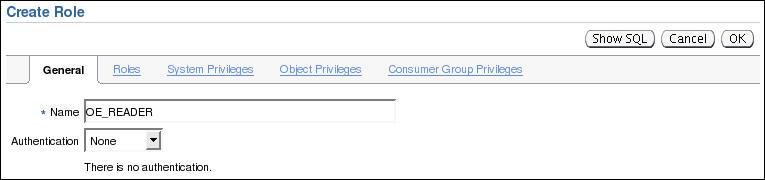 Create Role
Show SQL Cancel OK
General Roles System Privileges Object Privileges Consumer Group Privileges
* Name OE_READER
Authentication None
There is no authentication.